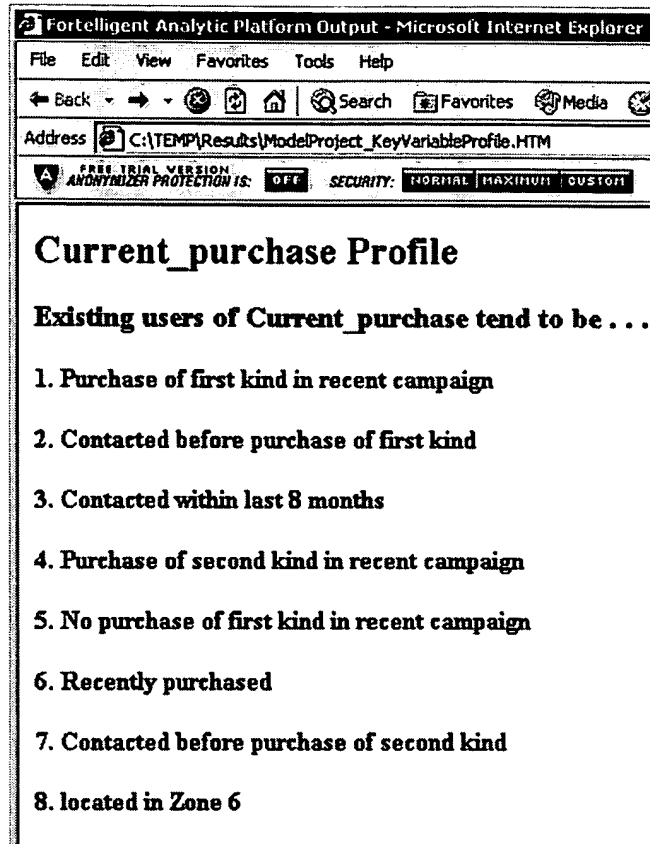 Fortelligent Analytic Platform Output - Microsoft Internet Explorer
File Edit View Favorites Tools Help
Back Search Favorites Media
Address C:\TEMP\Results\ModelProject_KeyVariableProfile.HTM
FREE TRIAL VERSION
ANONYMIZER PROTECTION IS: OFF SECURITY: NORMAL MAXIMUM CUSTOM
Current_purchase Profile
Existing users of Current_purchase tend to be . . .
1. Purchase of first kind in recent campaign
2. Contacted before purchase of first kind
3. Contacted within last 8 months
4. Purchase of second kind in recent campaign
5. No purchase of first kind in recent campaign
6. Recently purchased
7. Contacted before purchase of second kind
8. located in Zone 6